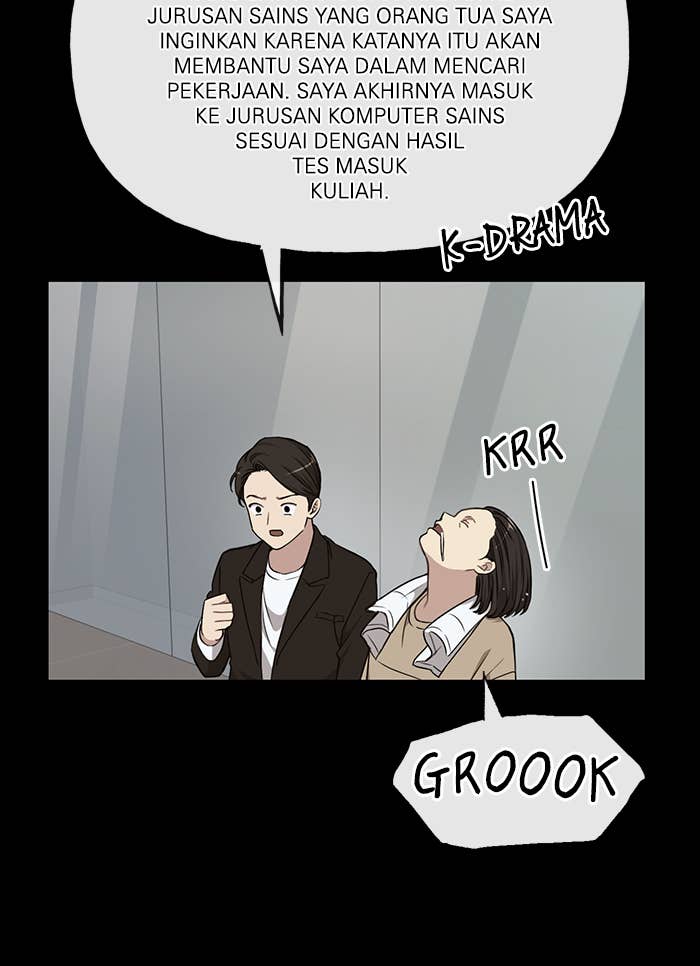 JURUSAN SAINS YANG ORANG TUA SAYA
INGINKAN KARENA KATANYA ITU AKAN
MEMBANTU SAYA DALAM MENCARI
PEKERJAAN. SAYA AKHIRNYA MASUK
KE JURUSAN KOMPUTER SAINS
SESUAI DENGAN HASIL
TES MASUK
KULIAH.
K-DRAMA
KRR
GROOOK